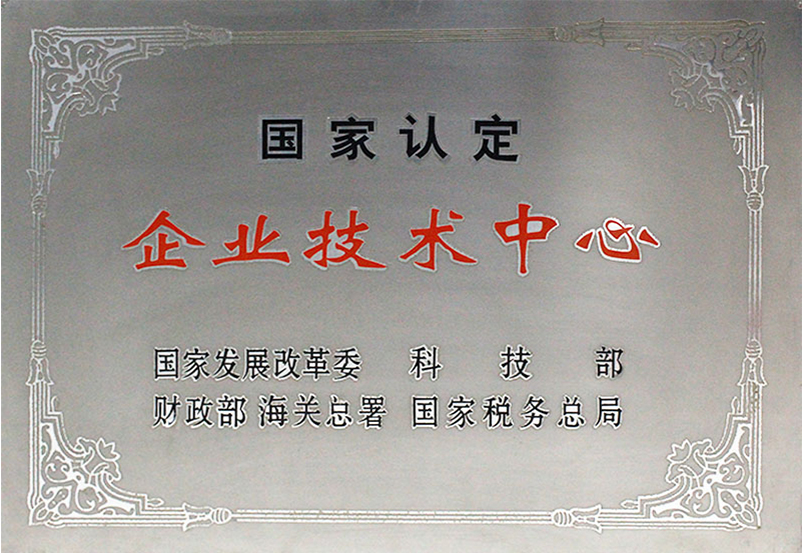 国家认定
企业技术中心
国家发展改革委 科技部
财政部 海关总署 国家税务总局